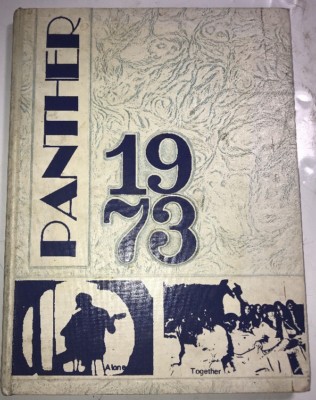 PANTHER
19
73
Alone
Together